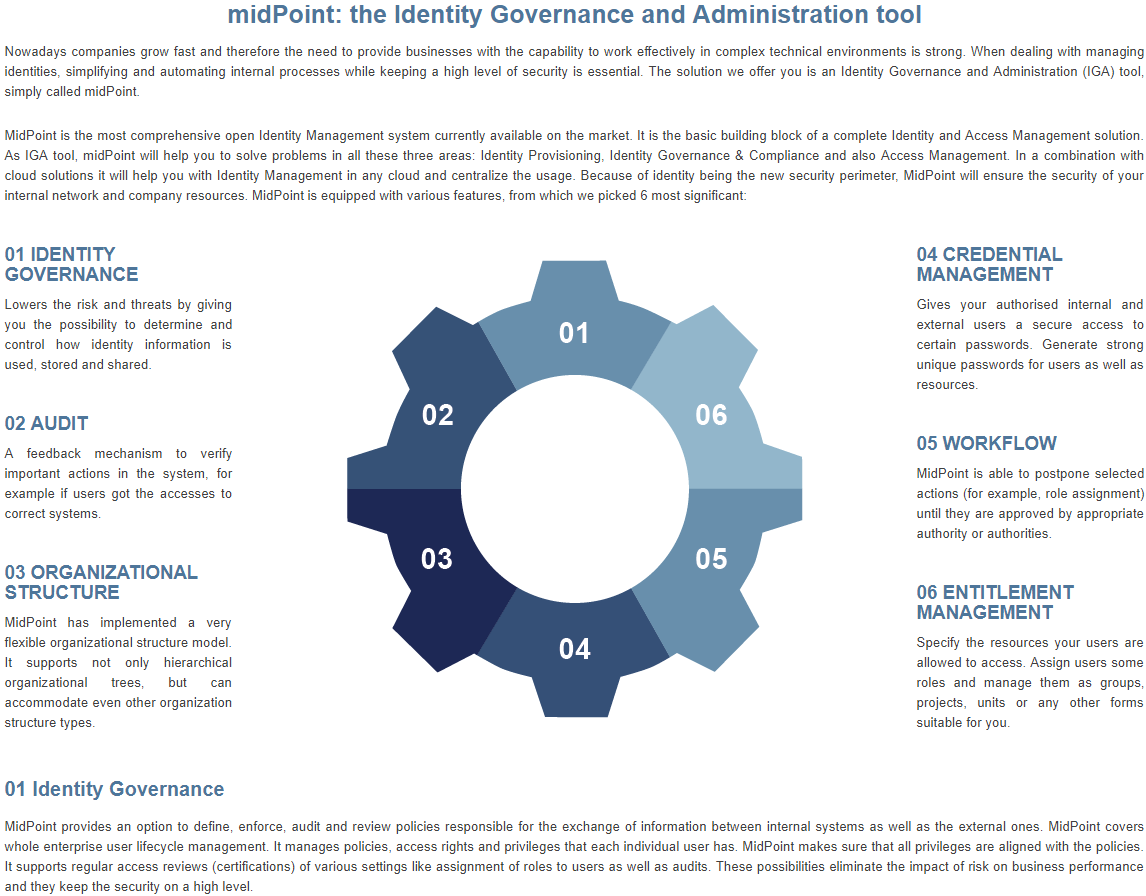 midPoint: the Identity Governance and Administration tool
Nowadays companies grow fast and therefore the need to provide businesses with the capability to work effectively in complex technical environments is strong. When dealing with managing
identities, simplifying and automating internal processes while keeping a high level of security is essential. The solution we offer you is an Identity Governance and Administration (IGA) tool,
simply called midPoint.
MidPoint is the most comprehensive open Identity Management system currently available on the market. It is the basic building block of a complete Identity and Access Management solution.
As IGA tool, midPoint will help you to solve problems in all these three areas: Identity Provisioning, Identity Governance & Compliance and also Access Management. In a combination with
cloud solutions it will help you with Identity Management in any cloud and centralize the usage. Because of identity being the new security perimeter, MidPoint will ensure the security of your
internal network and company resources. MidPoint is equipped with various features, from which we picked 6 most significant:
01 IDENTITY
GOVERNANCE
Lowers the risk and threats by giving
you the possibility to determine and
control how identity information is
used, stored and shared.
02 AUDIT
A feedback mechanism to verify
important actions in the system, for
example if users got the accesses to
correct systems.
03 ORGANIZATIONAL
STRUCTURE
MidPoint has implemented a very
flexible organizational structure model.
It supports not only hierarchical
organizational trees, but can
accommodate even other organization
structure types.
01
02
03
04
05
06
04 CREDENTIAL
MANAGEMENT
Gives your authorised internal and
external users a secure access to
certain passwords. Generate strong
unique passwords for users as well as
resources.
05 WORKFLOW
MidPoint is able to postpone selected
actions (for example, role assignment)
until they are approved by appropriate
authority or authorities.
06 ENTITLEMENT
MANAGEMENT
Specify the resources your users are
allowed to access. Assign users some
roles and manage them as groups,
projects, units or any other forms
suitable for you.
01 Identity Governance
MidPoint provides an option to define, enforce, audit and review policies responsible for the exchange of information between internal systems as well as the external ones. MidPoint covers
whole enterprise user lifecycle management. It manages policies, access rights and privileges that each individual user has. MidPoint makes sure that all privileges are aligned with the policies.
It supports regular access reviews (certifications) of various settings like assignment of roles to users as well as audits. These possibilities eliminate the impact of risk on business performance
and they keep the security on a high level.